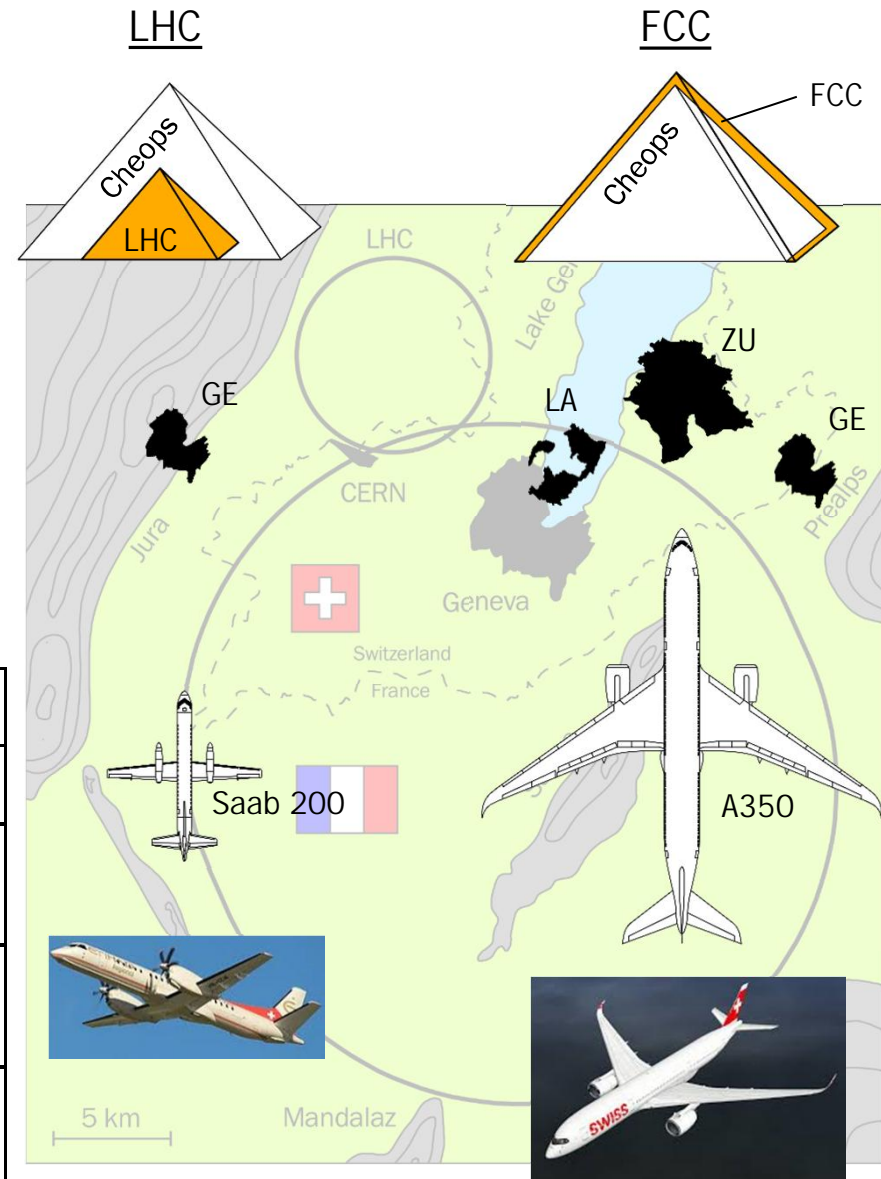 LHC
FCC
FCC
Cheops
Cheops
LHC
LHC
Lake Ge
ZU
GE
LA
GE
CERN
Jura
Prealps
Geneva
Switzerland
France
Saab 200
A350
SWISS
5 km
Mandalaz